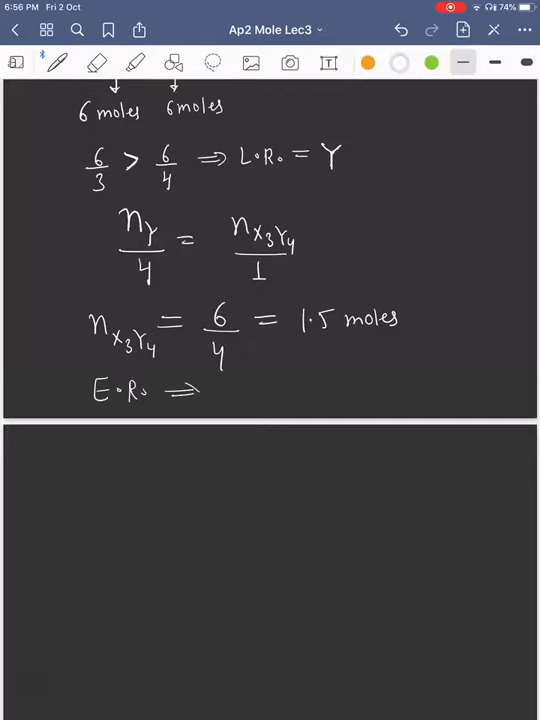 6:56 PM Fri 2 Oct 74%
Ap2 Mole Lec3
T
6 moles 6 moles
6/3 > 6/4 ⇒ L.R. = Y
n_Y/4 = n_X₃Y₄/1
n_X₃Y₄ = 6/4 = 1.5 moles
E.R. ⇒